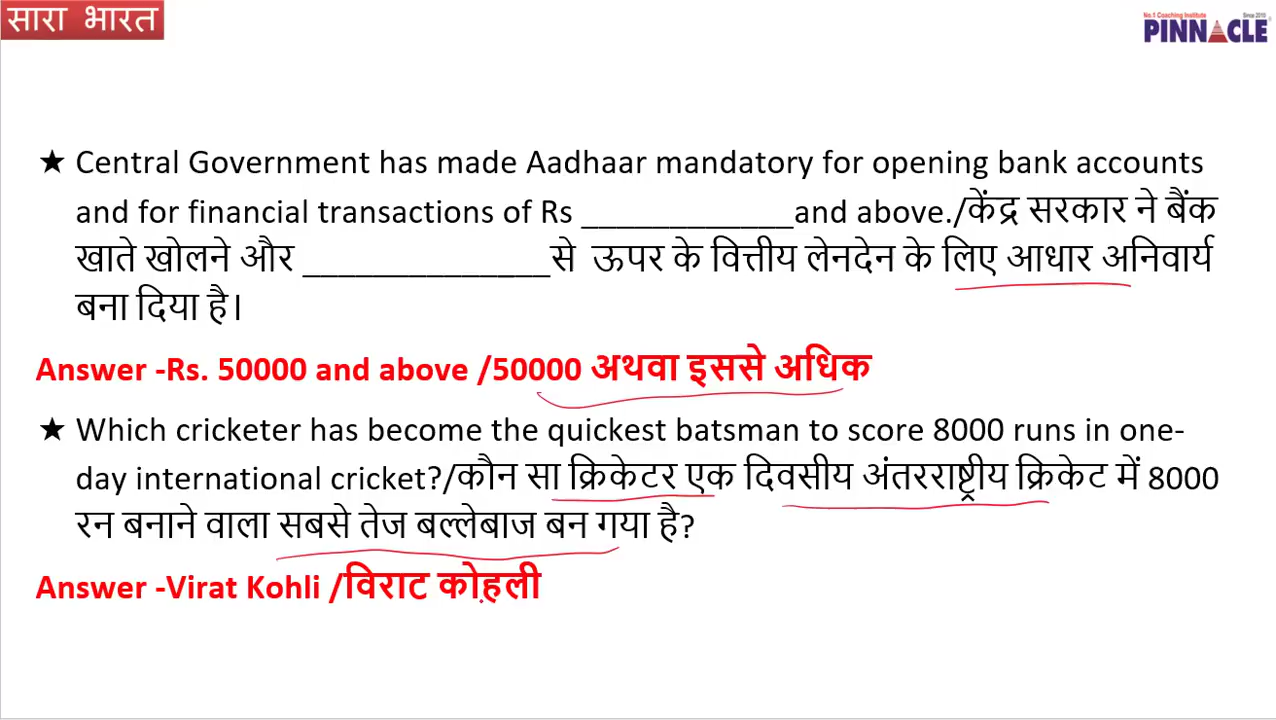 सारा भारत
No.1 Coaching Institute Since 2010
PINNACLE
★ Central Government has made Aadhaar mandatory for opening bank accounts
and for financial transactions of Rs _____________and above./केंद्र सरकार ने बैंक
खाते खोलने और ______________से ऊपर के वित्तीय लेनदेन के लिए आधार अनिवार्य
बना दिया है।
Answer -Rs. 50000 and above /50000 अथवा इससे अधिक
★ Which cricketer has become the quickest batsman to score 8000 runs in one-
day international cricket?/कौन सा क्रिकेटर एक दिवसीय अंतरराष्ट्रीय क्रिकेट में 8000
रन बनाने वाला सबसे तेज बल्लेबाज बन गया है?
Answer -Virat Kohli /विराट कोहली